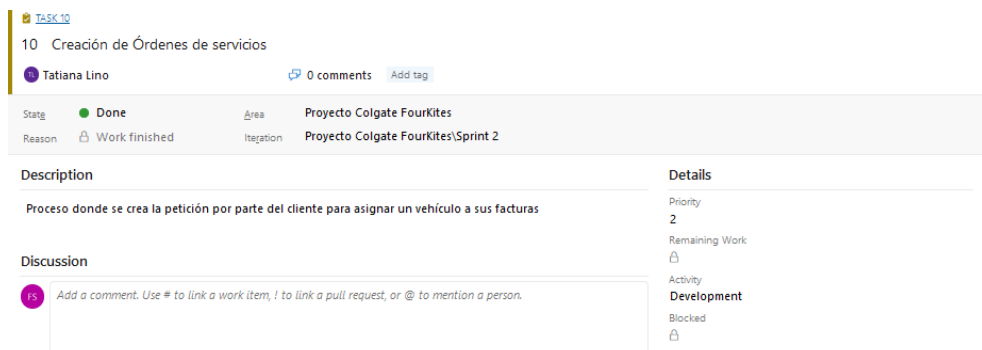 TASK 10
10 Creación de Órdenes de servicios
TL Tatiana Lino 0 comments Add tag
State Done Area Proyecto Colgate FourKites
Reason Work finished Iteration Proyecto Colgate FourKites\Sprint 2
Description
Proceso donde se crea la petición por parte del cliente para asignar un vehículo a sus facturas
Discussion
FS Add a comment. Use # to link a work item, ! to link a pull request, or @ to mention a person.
Details
Priority
2
Remaining Work
Activity
Development
Blocked